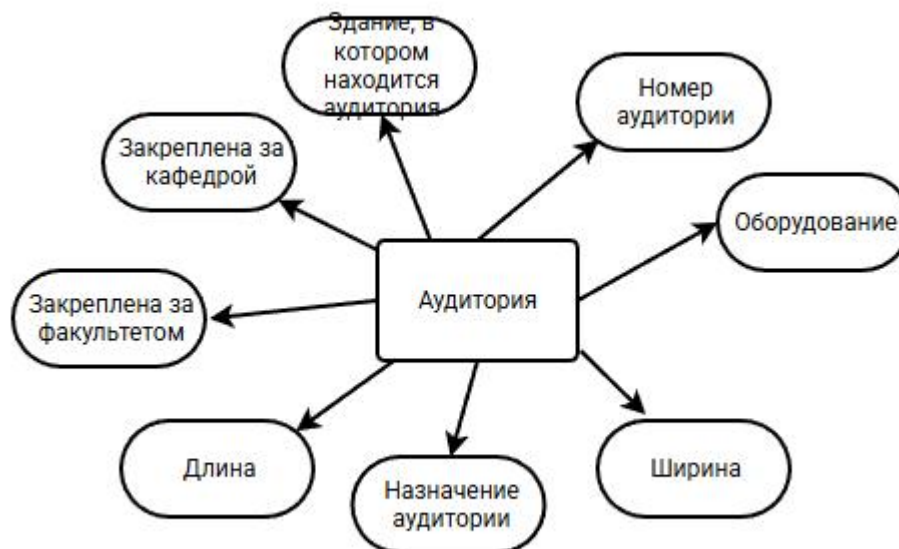 Здание, в
котором
находится
аудитория
Номер
аудитории
Закреплена за
кафедрой
Оборудование
Аудитория
Закреплена за
факультетом
Длина
Назначение
аудитории
Ширина